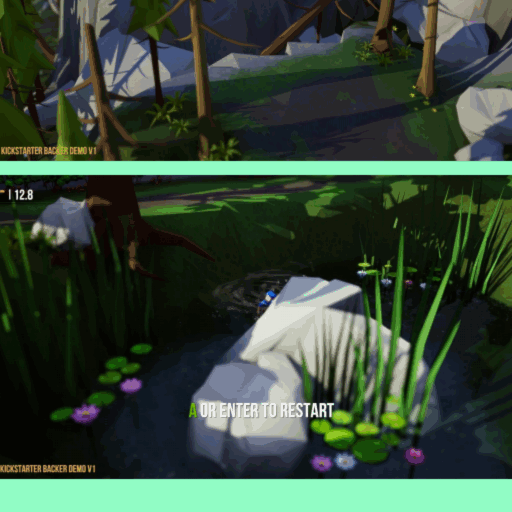 KICKSTARTER BACKER DEMO V1
| 12.8
A OR ENTER TO RESTART
KICKSTARTER BACKER DEMO V1